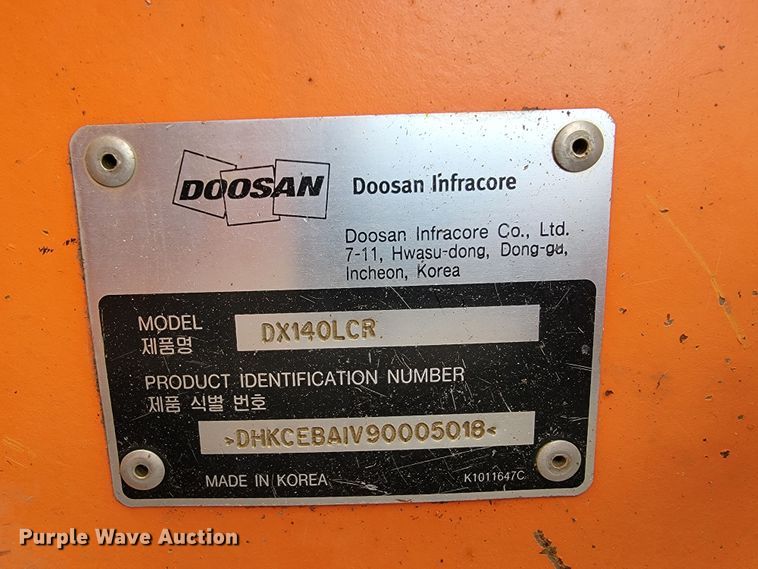 DOOSAN Doosan Infracore
Doosan Infracore Co., Ltd.
7-11, Hwasu-dong, Dong-gu,
Incheon, Korea
MODEL DX140LCR
제품명
PRODUCT IDENTIFICATION NUMBER
제품 식별 번호
>DHKCEBAIV90005018<
MADE IN KOREA K1011647C
Purple Wave Auction